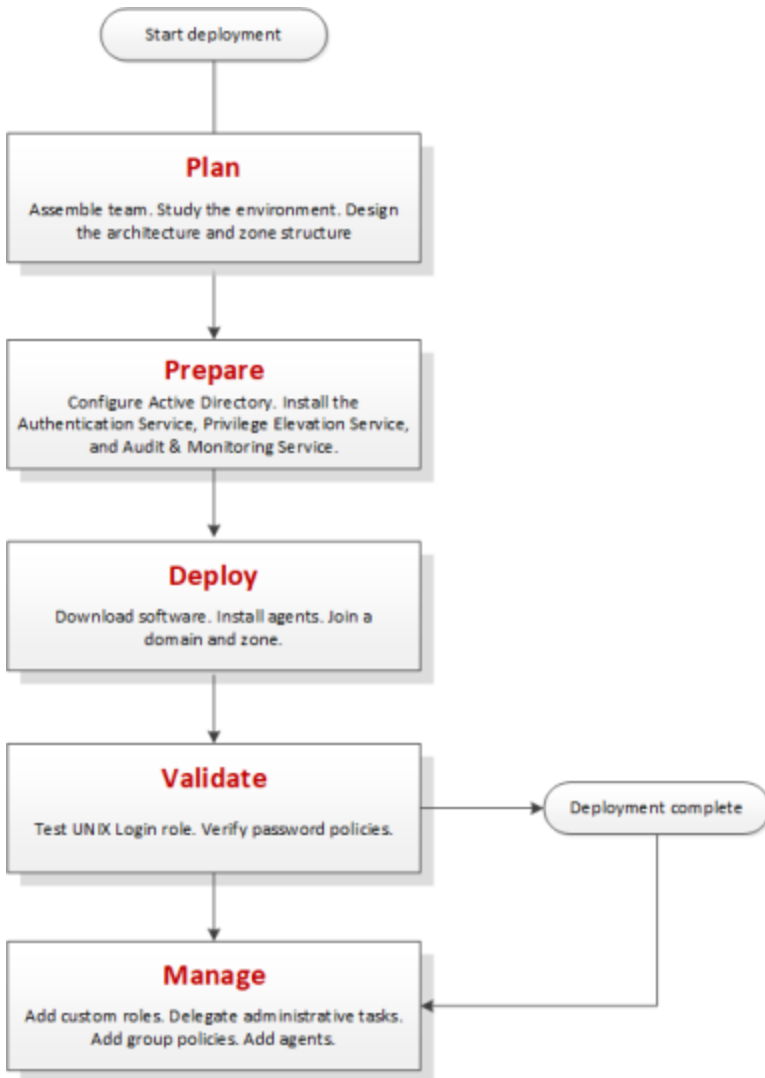 Start deployment
Plan
Assemble team. Study the environment. Design
the architecture and zone structure
Prepare
Configure Active Directory. Install the
Authentication Service, Privilege Elevation Service,
and Audit & Monitoring Service.
Deploy
Download software. Install agents. Join a
domain and zone.
Validate
Test UNIX Login role. Verify password policies.
Deployment complete
Manage
Add custom roles. Delegate administrative tasks.
Add group policies. Add agents.